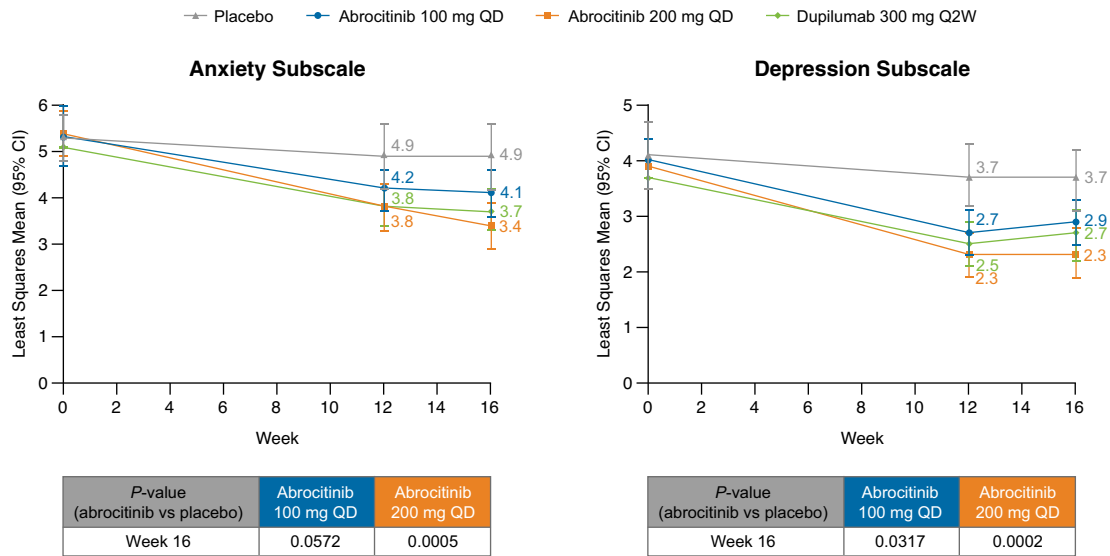 Placebo Abrocitinib 100 mg QD Abrocitinib 200 mg QD Dupilumab 300 mg Q2W
Anxiety Subscale
Least Squares Mean (95% CI)
6
5
4
3
2
1
0
4.9
4.9
4.2
4.1
3.8
3.8
3.7
3.4
0 2 4 6 8 10 12 14 16
Week
P-value
(abrocitinib vs placebo)
Abrocitinib
100 mg QD
Abrocitinib
200 mg QD
Week 16 0.0572 0.0005
Depression Subscale
Least Squares Mean (95% CI)
5
4
3
2
1
0
3.7
3.7
2.7
2.9
2.5
2.7
2.3
2.3
0 2 4 6 8 10 12 14 16
Week
P-value
(abrocitinib vs placebo)
Abrocitinib
100 mg QD
Abrocitinib
200 mg QD
Week 16 0.0317 0.0002